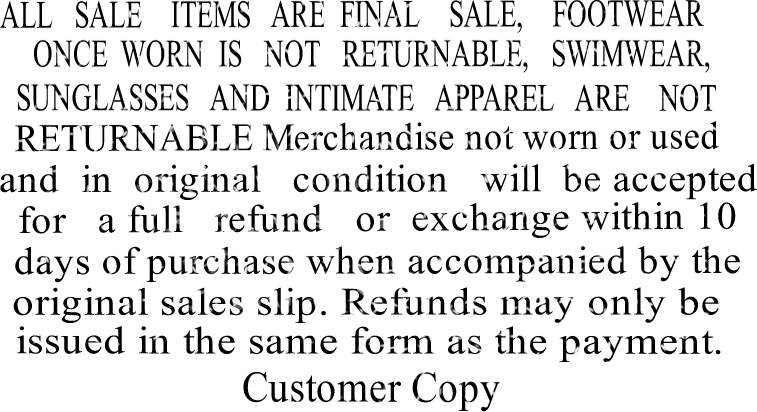 ALL SALE ITEMS ARE FINAL SALE, FOOTWEAR
ONCE WORN IS NOT RETURNABLE, SWIMWEAR,
SUNGLASSES AND INTIMATE APPAREL ARE NOT
RETURNABLE Merchandise not worn or used
and in original condition will be accepted
for a full refund or exchange within 10
days of purchase when accompanied by the
original sales slip. Refunds may only be
issued in the same form as the payment.
Customer Copy